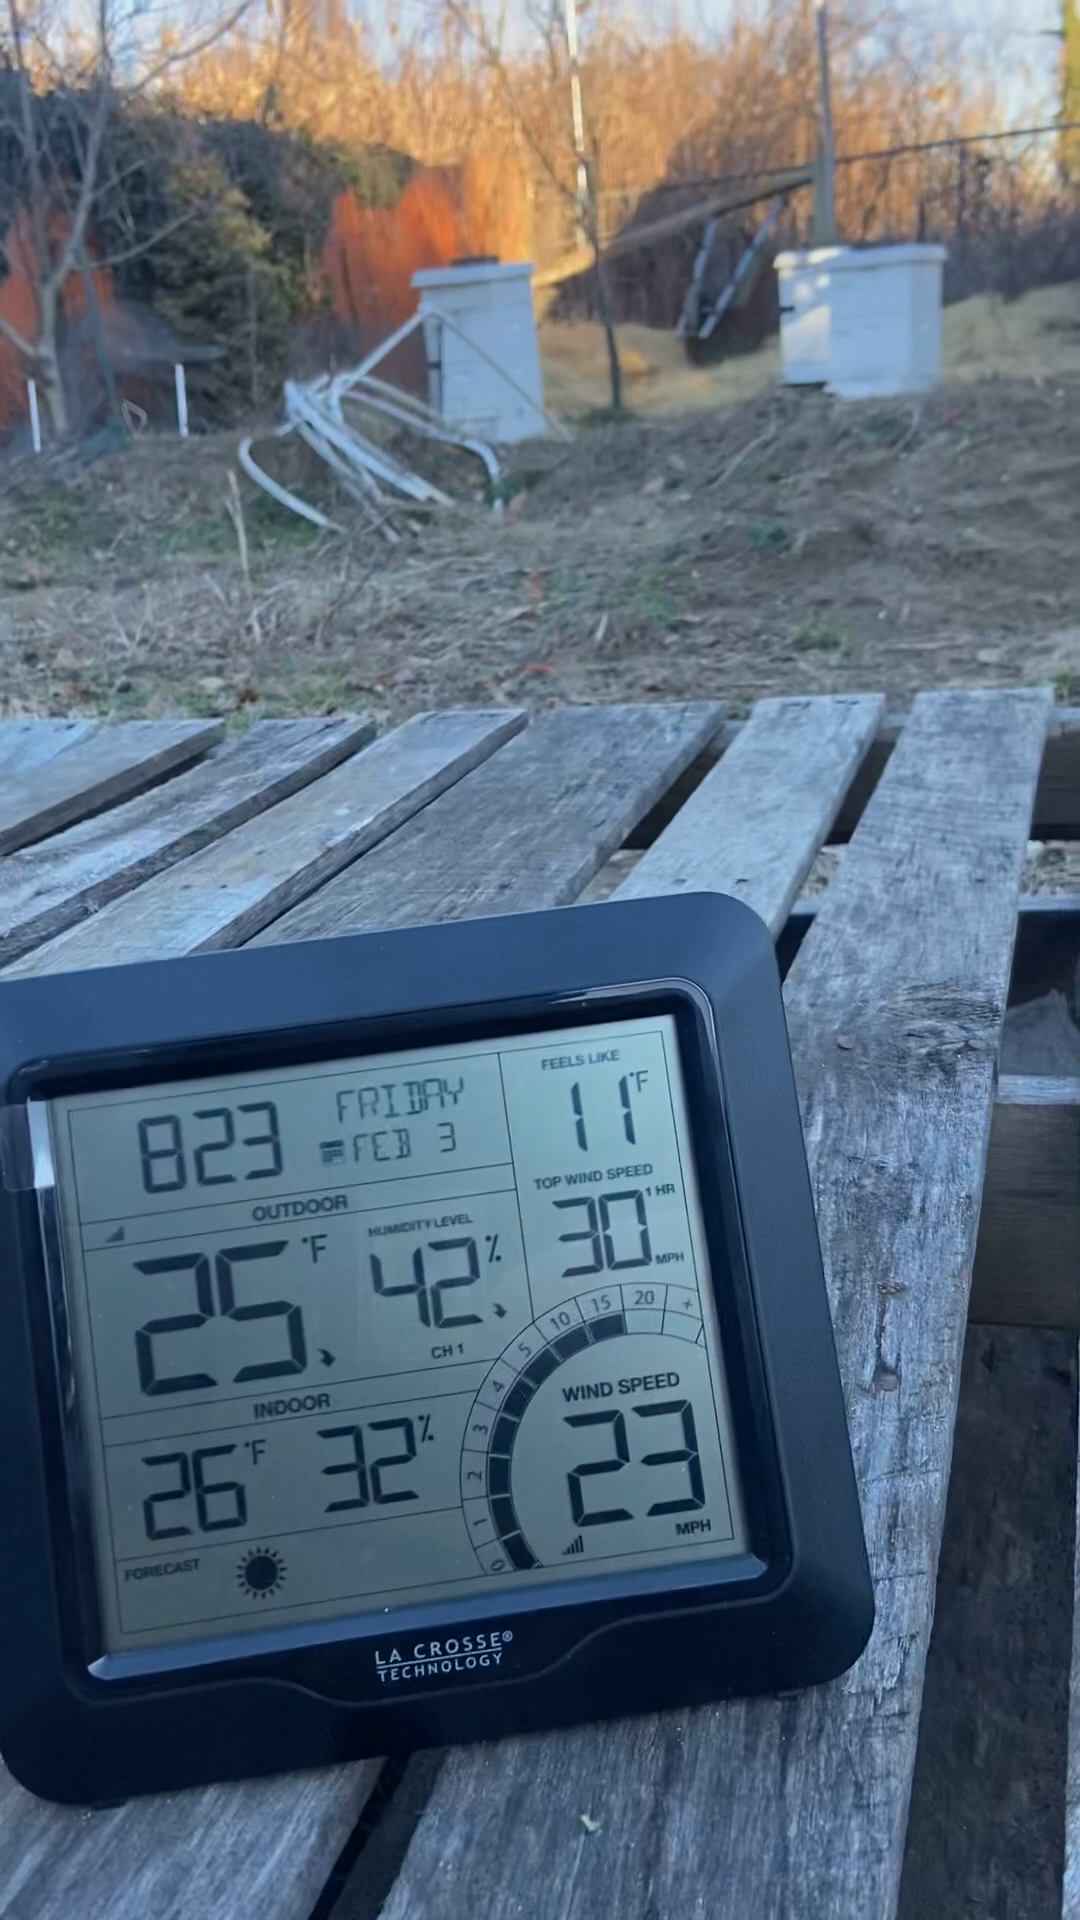 823
FRIDAY
FEB 3
OUTDOOR
25°F
HUMIDITY LEVEL
42%
CH 1
INDOOR
26°F 32%
FORECAST
FEELS LIKE
11°F
TOP WIND SPEED
30 1 HR
MPH
0 1 2 3 4 5 10 15 20 +
WIND SPEED
23
MPH
LA CROSSE®
TECHNOLOGY